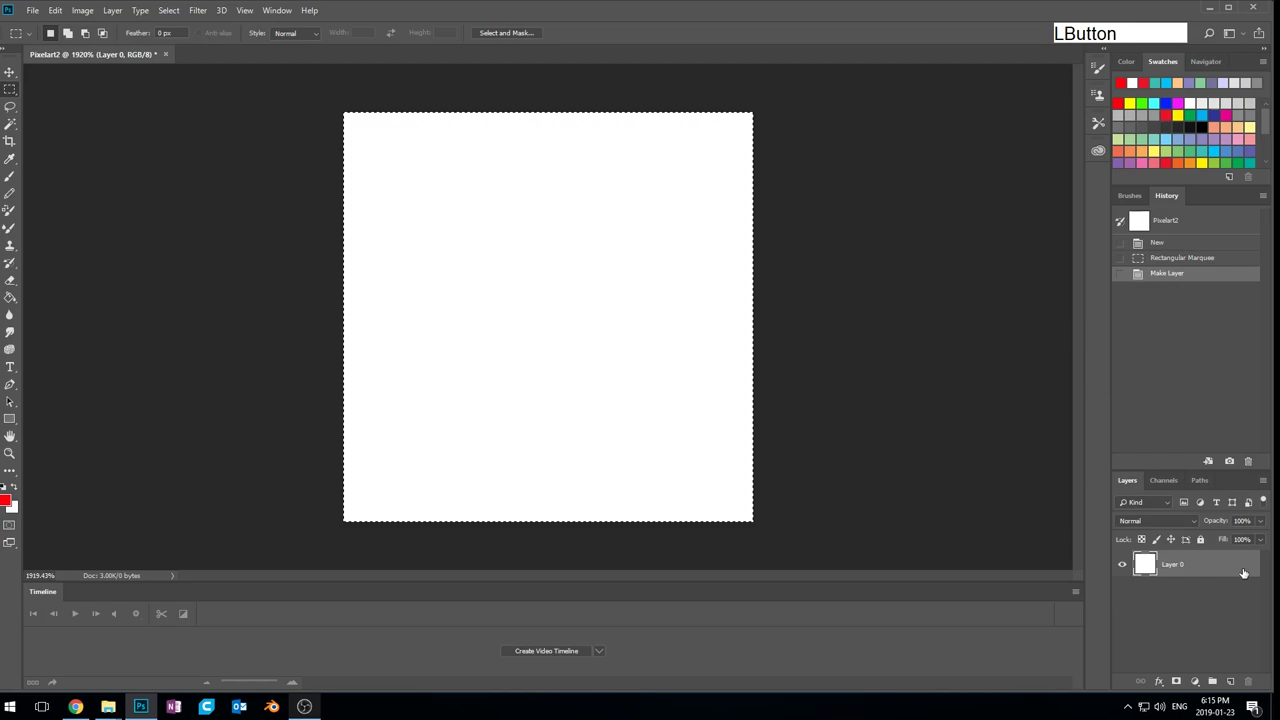 Ps File Edit Image Layer Type Select Filter 3D View Window Help
Feather: 0 px Anti-alias Style: Normal Width: Height: Select and Mask... LButton
Pixelart2 @ 1920% (Layer 0, RGB/8) *
Color Swatches Navigator
Brushes History
Pixelart2
New
Rectangular Marquee
Make Layer
Layers Channels Paths
Kind
Normal Opacity: 100%
Lock: Fill: 100%
Layer 0
1919.43% Doc: 3.00K/0 bytes
Timeline
Create Video Timeline
fx
Ps N ENG 6:15 PM
2019-01-23